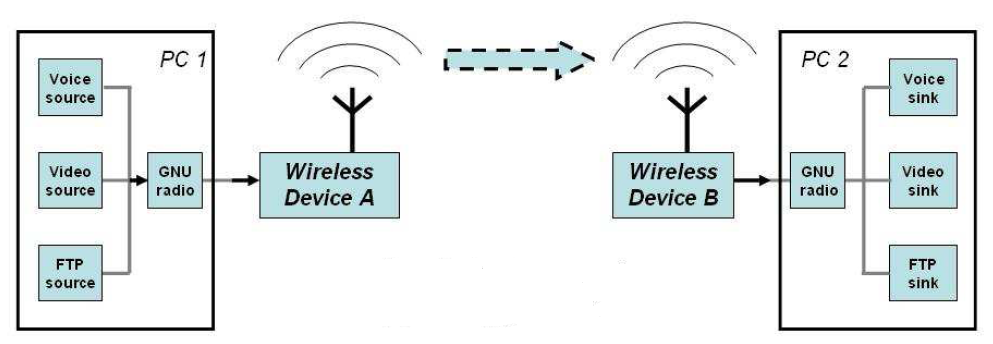 PC 1
Voice
source
Video
source
GNU
radio
FTP
source
Wireless
Device A
Wireless
Device B
PC 2
GNU
radio
Voice
sink
Video
sink
FTP
sink